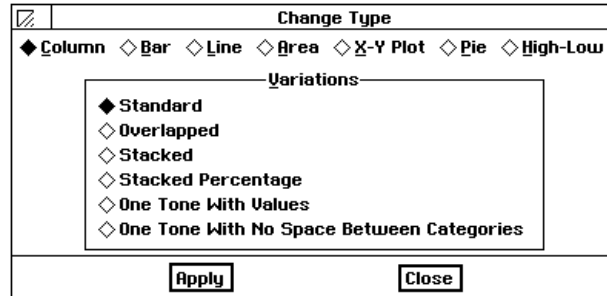 Change Type
Column Bar Line Area X-Y Plot Pie High-Low
Variations
Standard
Overlapped
Stacked
Stacked Percentage
One Tone With Values
One Tone With No Space Between Categories
Apply Close